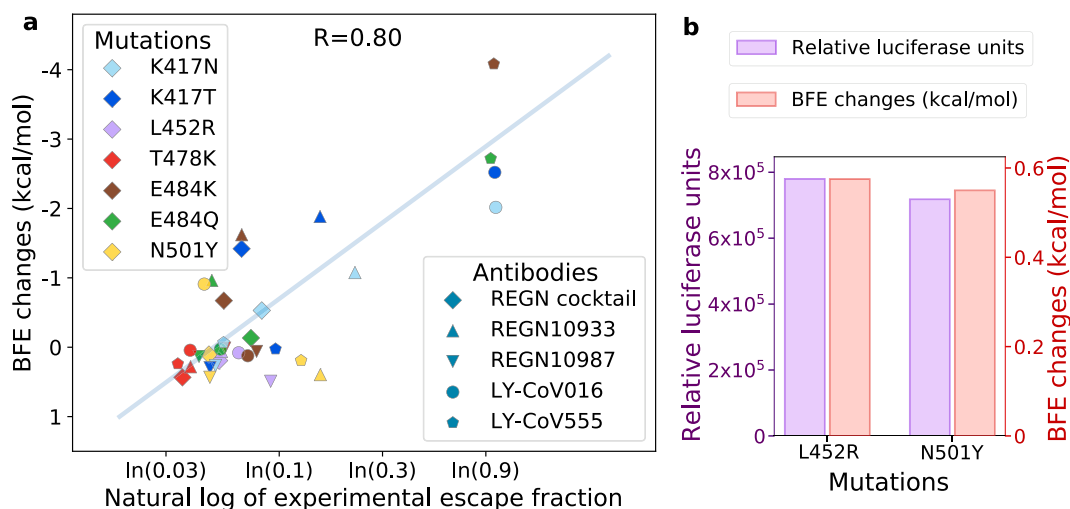 a
R=0.80
Mutations
K417N
K417T
L452R
T478K
E484K
E484Q
N501Y
Antibodies
REGN cocktail
REGN10933
REGN10987
LY-CoV016
LY-CoV555
BFE changes (kcal/mol)
-4
-3
-2
-1
0
1
ln(0.03)
ln(0.1)
ln(0.3)
ln(0.9)
Natural log of experimental escape fraction
b
Relative luciferase units
BFE changes (kcal/mol)
Relative luciferase units
8x10⁵
6x10⁵
4x10⁵
2x10⁵
0
0.6
0.4
0.2
0
BFE changes (kcal/mol)
L452R
N501Y
Mutations